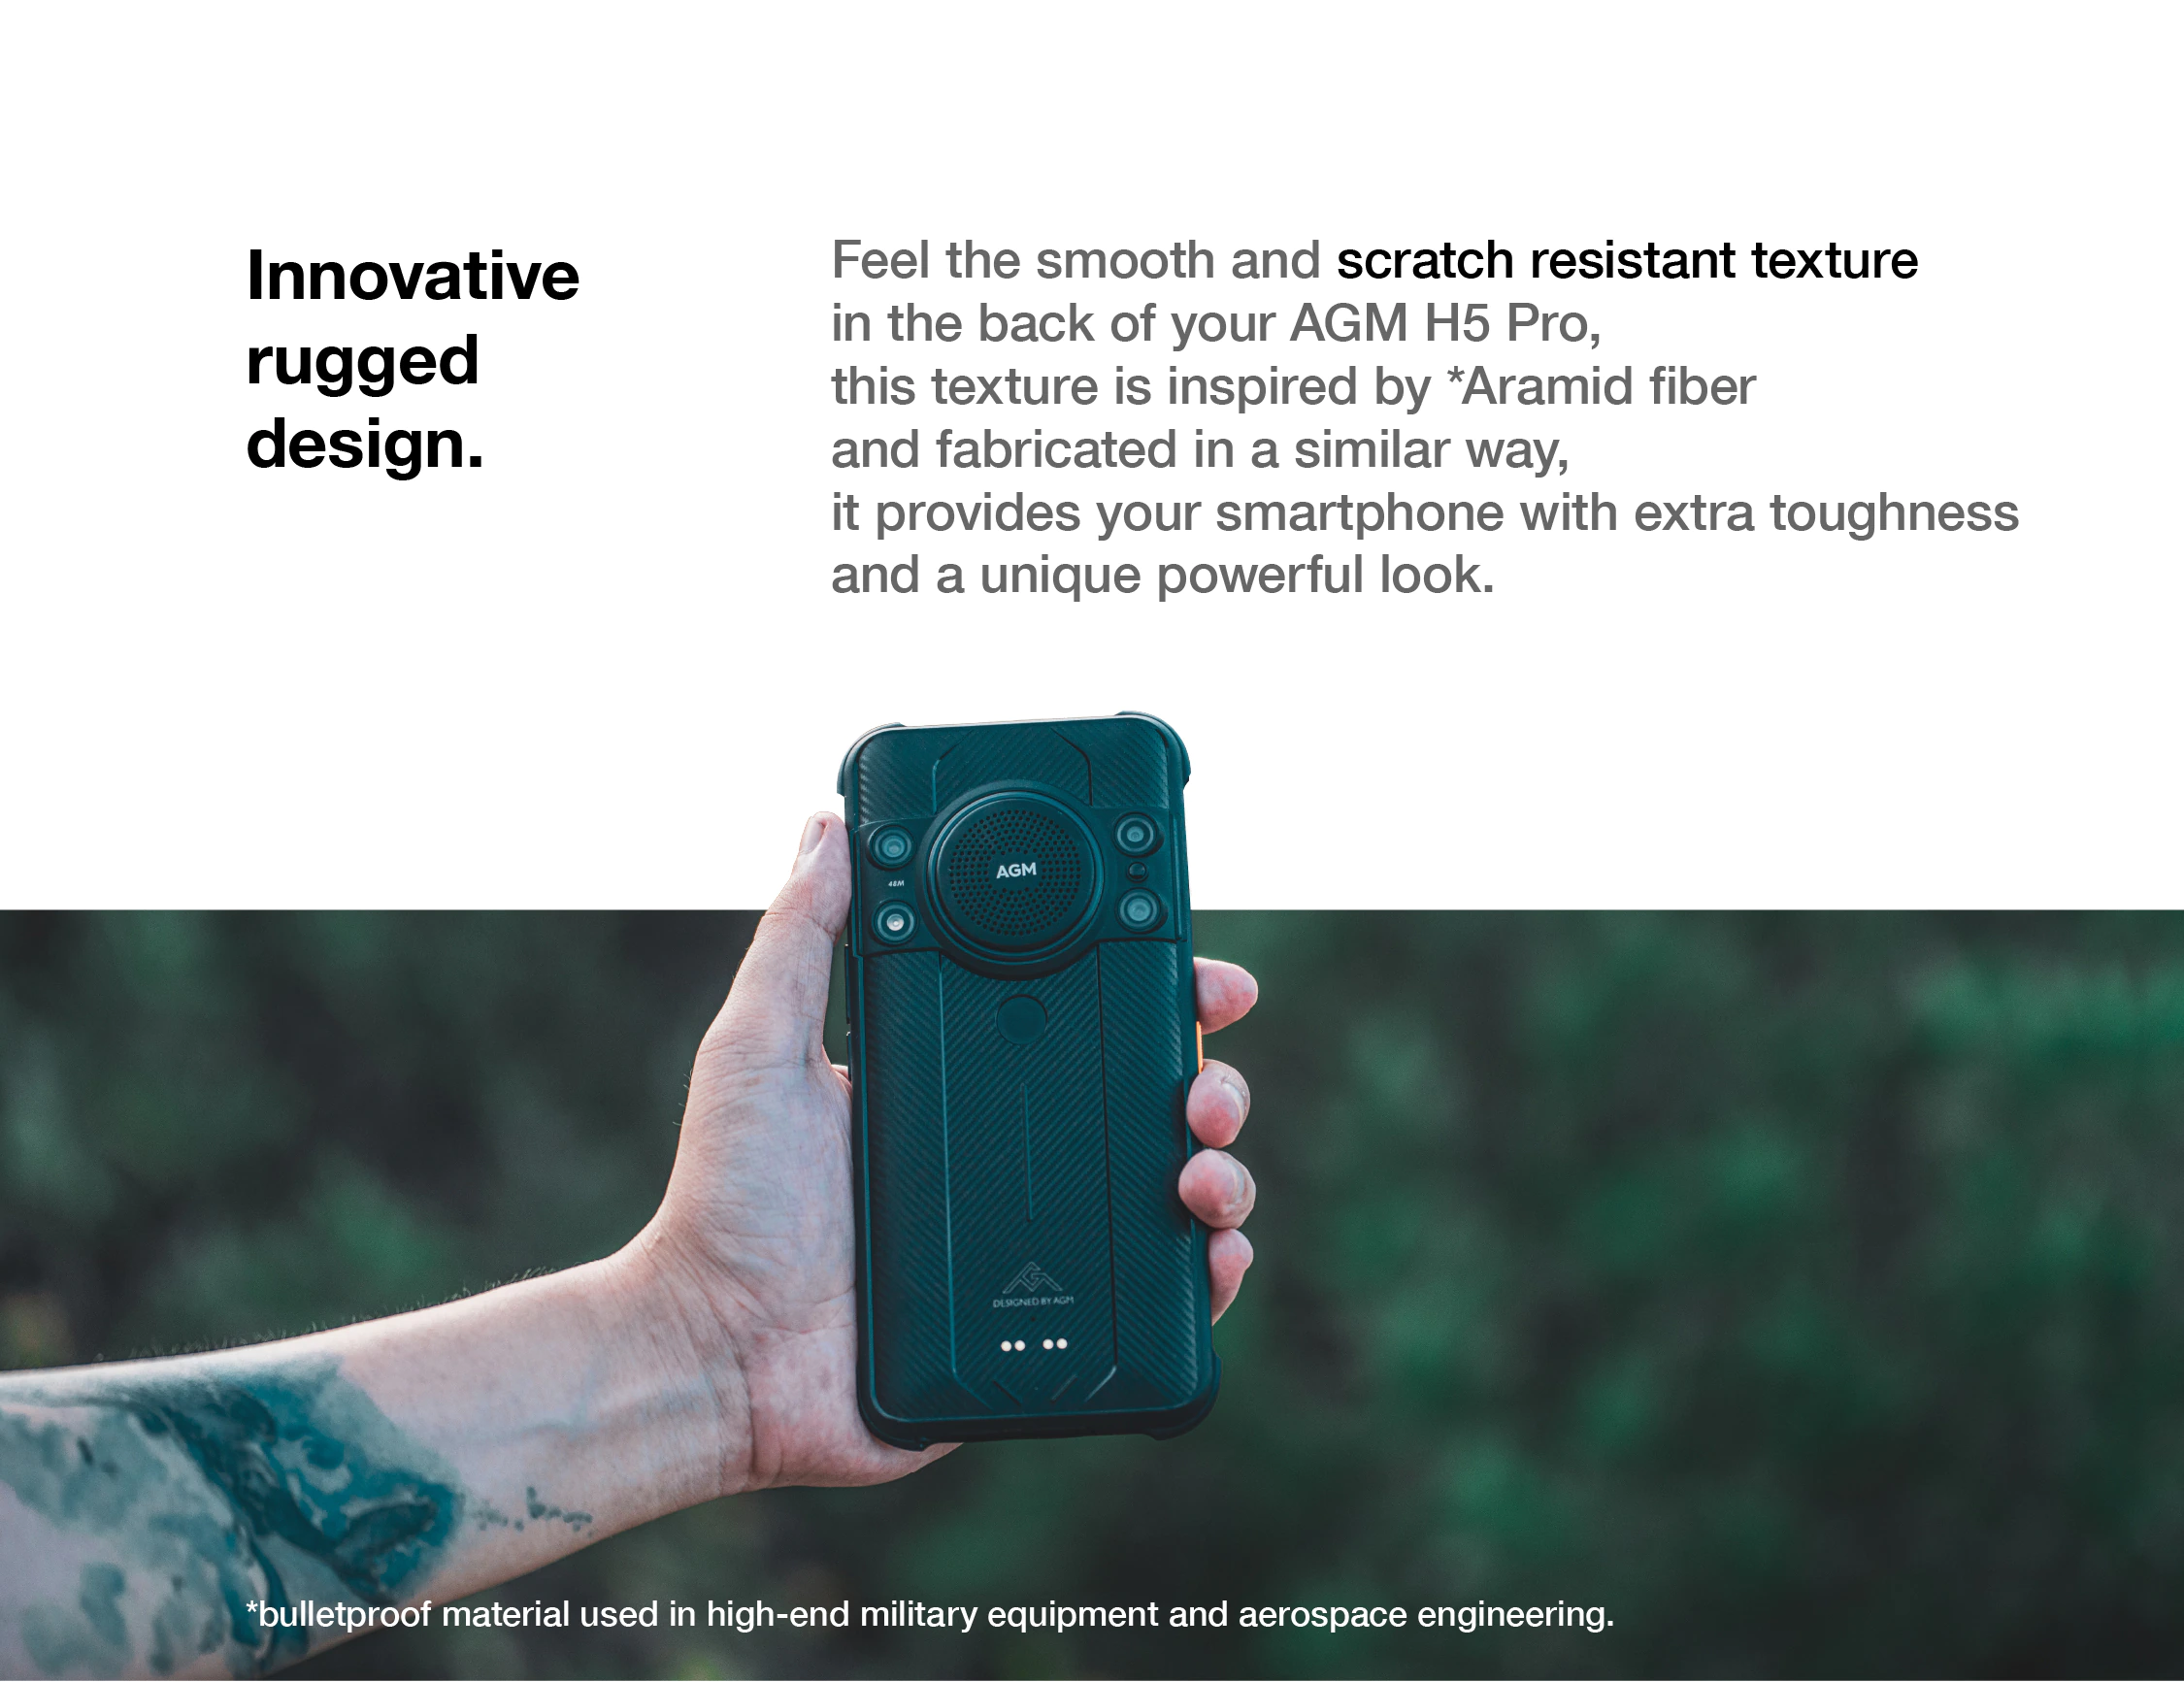 Innovative
rugged
design.
Feel the smooth and scratch resistant texture
in the back of your AGM H5 Pro,
this texture is inspired by *Aramid fiber
and fabricated in a similar way,
it provides your smartphone with extra toughness
and a unique powerful look.
AGM
48M
DESIGNED BY AGM
*bulletproof material used in high-end military equipment and aerospace engineering.